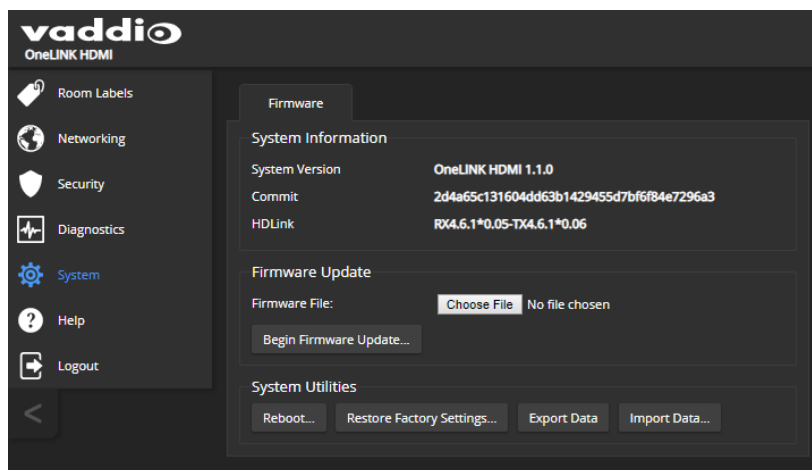 vaddio
OneLINK HDMI
Room Labels
Networking
Security
Diagnostics
System
Help
Logout
Firmware
System Information
System Version OneLINK HDMI 1.1.0
Commit 2d4a65c131604dd63b1429455d7bf6f84e7296a3
HDLink RX4.6.1*0.05-TX4.6.1*0.06
Firmware Update
Firmware File: Choose File No file chosen
Begin Firmware Update...
System Utilities
Reboot... Restore Factory Settings... Export Data Import Data...